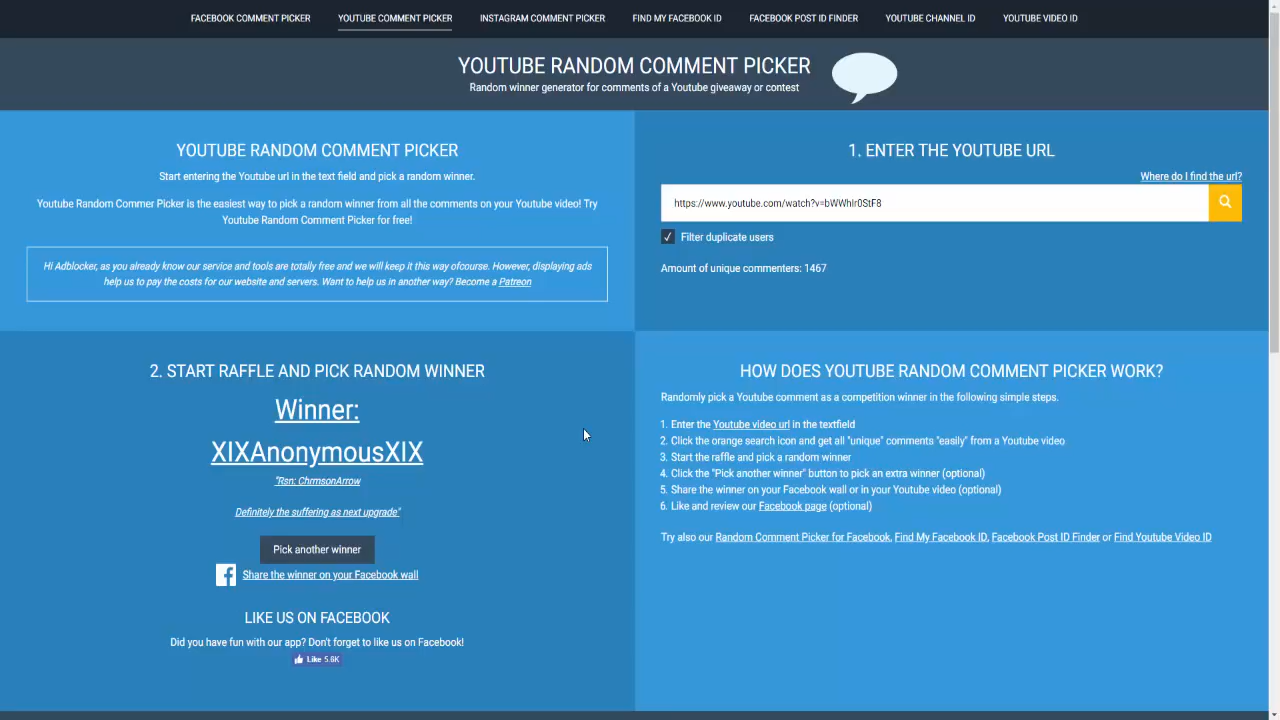 FACEBOOK COMMENT PICKER YOUTUBE COMMENT PICKER INSTAGRAM COMMENT PICKER FIND MY FACEBOOK ID FACEBOOK POST ID FINDER YOUTUBE CHANNEL ID YOUTUBE VIDEO ID
YOUTUBE RANDOM COMMENT PICKER
Random winner generator for comments of a Youtube giveaway or contest
YOUTUBE RANDOM COMMENT PICKER
Start entering the Youtube url in the text field and pick a random winner.
Youtube Random Commer Picker is the easiest way to pick a random winner from all the comments on your Youtube video! Try
Youtube Random Comment Picker for free!
Hi Adblocker, as you already know our service and tools are totally free and we will keep it this way ofcourse. However, displaying ads
help us to pay the costs for our website and servers. Want to help us in another way? Become a Patreon
1. ENTER THE YOUTUBE URL
Where do I find the url?
https://www.youtube.com/watch?v=bWWhIr0StF8
Filter duplicate users
Amount of unique commenters: 1467
2. START RAFFLE AND PICK RANDOM WINNER
Winner:
XIXAnonymousXIX
"Rsn: ChrmsonArrow
Definitely the suffering as next upgrade"
Pick another winner
Share the winner on your Facebook wall
LIKE US ON FACEBOOK
Did you have fun with our app? Don't forget to like us on Facebook!
Like 5.6K
HOW DOES YOUTUBE RANDOM COMMENT PICKER WORK?
Randomly pick a Youtube comment as a competition winner in the following simple steps.
1. Enter the Youtube video url in the textfield
2. Click the orange search icon and get all "unique" comments "easily" from a Youtube video
3. Start the raffle and pick a random winner
4. Click the "Pick another winner" button to pick an extra winner (optional)
5. Share the winner on your Facebook wall or in your Youtube video (optional)
6. Like and review our Facebook page (optional)
Try also our Random Comment Picker for Facebook, Find My Facebook ID, Facebook Post ID Finder or Find Youtube Video ID